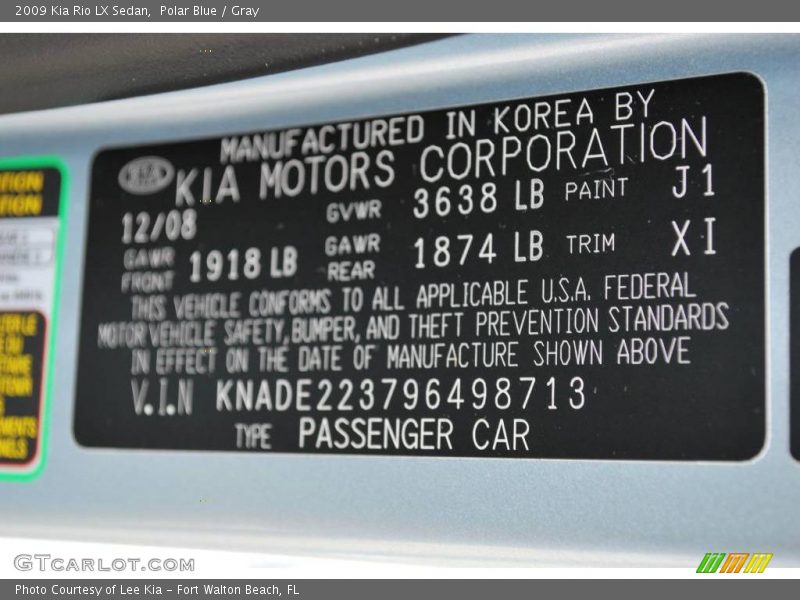 2009 Kia Rio LX Sedan, Polar Blue / Gray
MANUFACTURED IN KOREA BY
KIA KIA MOTORS CORPORATION
12/08 GVWR 3638 LB PAINT J1
GAWR FRONT 1918 LB GAWR REAR 1874 LB TRIM XI
THIS VEHICLE CONFORMS TO ALL APPLICABLE U.S.A. FEDERAL
MOTOR VEHICLE SAFETY, BUMPER, AND THEFT PREVENTION STANDARDS
IN EFFECT ON THE DATE OF MANUFACTURE SHOWN ABOVE
V.I.N KNADE223796498713
TYPE PASSENGER CAR
GTCARLOT.COM
Photo Courtesy of Lee Kia - Fort Walton Beach, FL